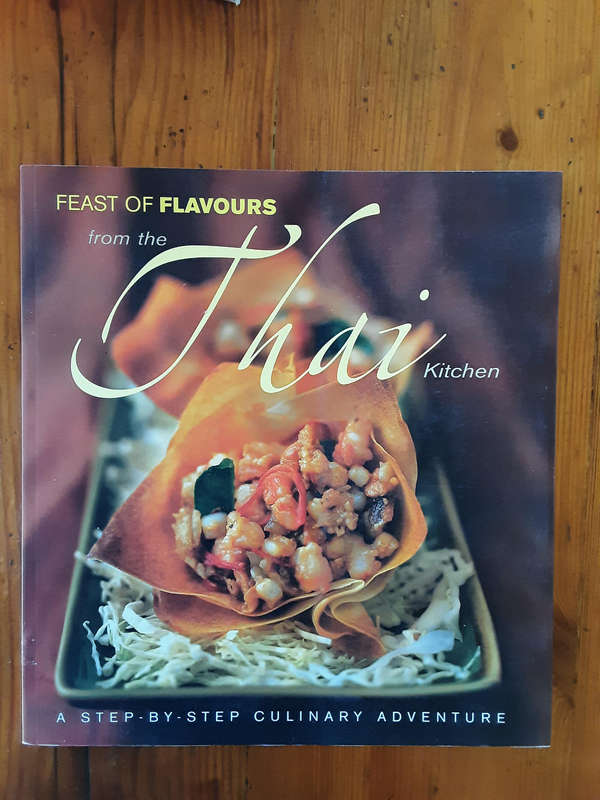 FEAST OF FLAVOURS
from the
Thai
Kitchen
A STEP-BY-STEP CULINARY ADVENTURE